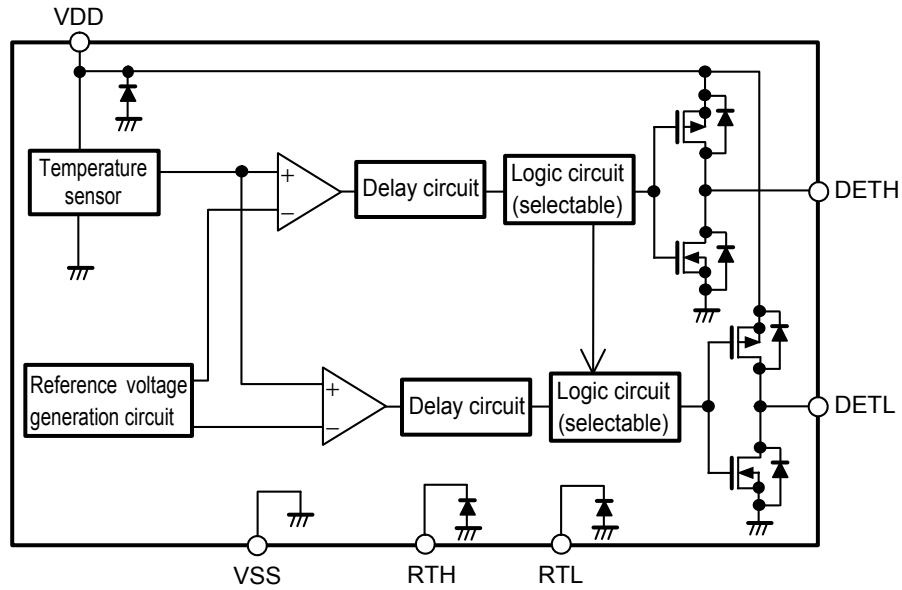 VDD
Temperature
sensor
+
−
Delay circuit
Logic circuit
(selectable)
DETH
Reference voltage
generation circuit
+
−
Delay circuit
Logic circuit
(selectable)
DETL
VSS
RTH
RTL